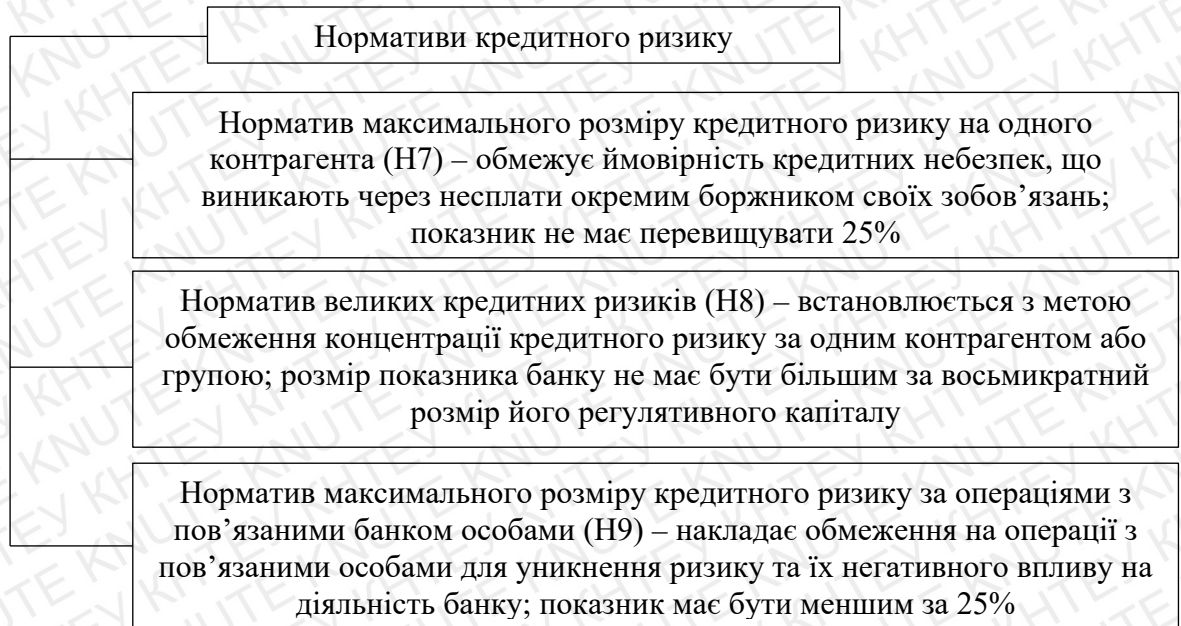 Нормативи кредитного ризику
Норматив максимального розміру кредитного ризику на одного
контрагента (Н7) – обмежує ймовірність кредитних небезпек, що
виникають через несплати окремим боржником своїх зобов’язань;
показник не має перевищувати 25%
Норматив великих кредитних ризиків (Н8) – встановлюється з метою
обмеження концентрації кредитного ризику за одним контрагентом або
групою; розмір показника банку не має бути більшим за восьмикратний
розмір його регулятивного капіталу
Норматив максимального розміру кредитного ризику за операціями з
пов’язаними банком особами (Н9) – накладає обмеження на операції з
пов’язаними особами для уникнення ризику та їх негативного впливу на
діяльність банку; показник має бути меншим за 25%